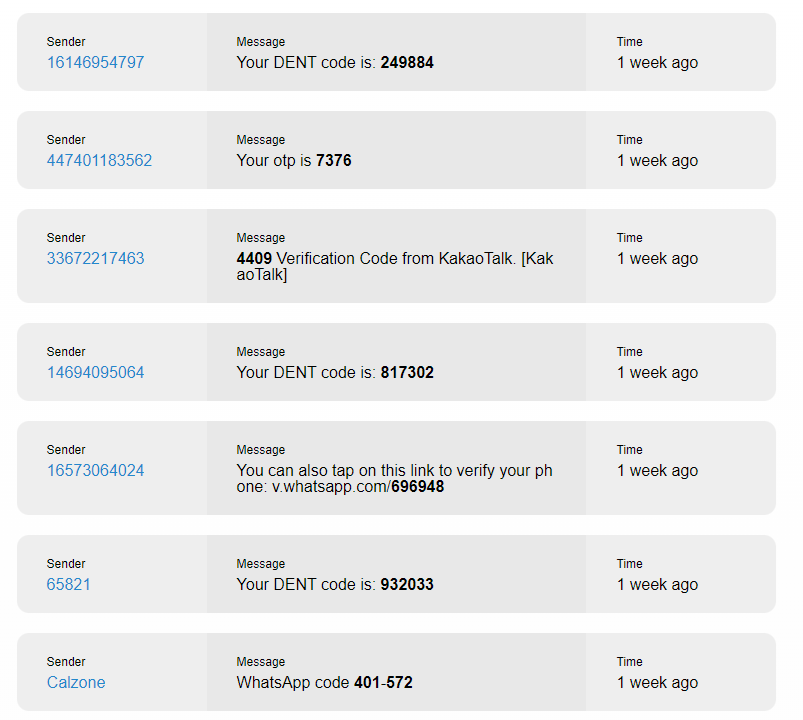 Sender Message Time
16146954797 Your DENT code is: 249884 1 week ago
Sender Message Time
447401183562 Your otp is 7376 1 week ago
Sender Message Time
33672217463 4409 Verification Code from KakaoTalk. [Kak 1 week ago
aoTalk]
Sender Message Time
14694095064 Your DENT code is: 817302 1 week ago
Sender Message Time
16573064024 You can also tap on this link to verify your ph 1 week ago
one: v.whatsapp.com/696948
Sender Message Time
65821 Your DENT code is: 932033 1 week ago
Sender Message Time
Calzone WhatsApp code 401-572 1 week ago